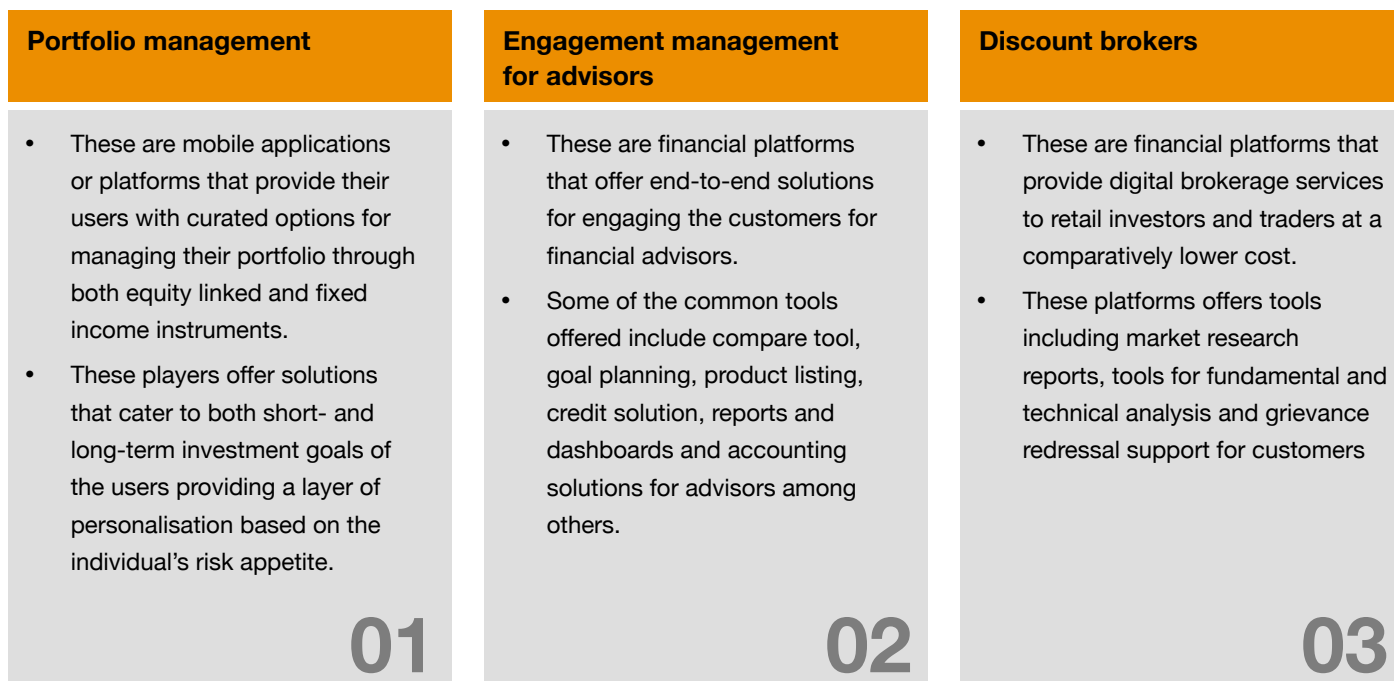 Portfolio management
• These are mobile applications
or platforms that provide their
users with curated options for
managing their portfolio through
both equity linked and fixed
income instruments.
• These players offer solutions
that cater to both short- and
long-term investment goals of
the users providing a layer of
personalisation based on the
individual’s risk appetite.
01
Engagement management
for advisors
• These are financial platforms
that offer end-to-end solutions
for engaging the customers for
financial advisors.
• Some of the common tools
offered include compare tool,
goal planning, product listing,
credit solution, reports and
dashboards and accounting
solutions for advisors among
others.
02
Discount brokers
• These are financial platforms that
provide digital brokerage services
to retail investors and traders at a
comparatively lower cost.
• These platforms offers tools
including market research
reports, tools for fundamental and
technical analysis and grievance
redressal support for customers
03